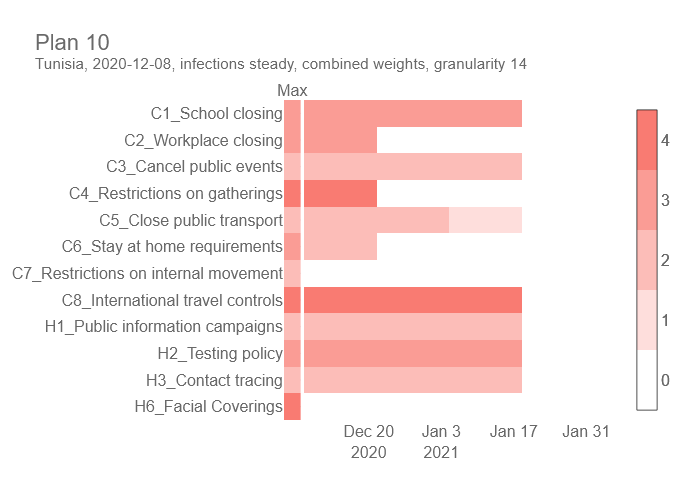 Plan 10
Tunisia, 2020-12-08, infections steady, combined weights, granularity 14
Max
C1_School closing
C2_Workplace closing
C3_Cancel public events
C4_Restrictions on gatherings
C5_Close public transport
C6_Stay at home requirements
C7_Restrictions on internal movement
C8_International travel controls
H1_Public information campaigns
H2_Testing policy
H3_Contact tracing
H6_Facial Coverings
Dec 20 Jan 3 Jan 17 Jan 31
2020 2021
4
3
2
1
0